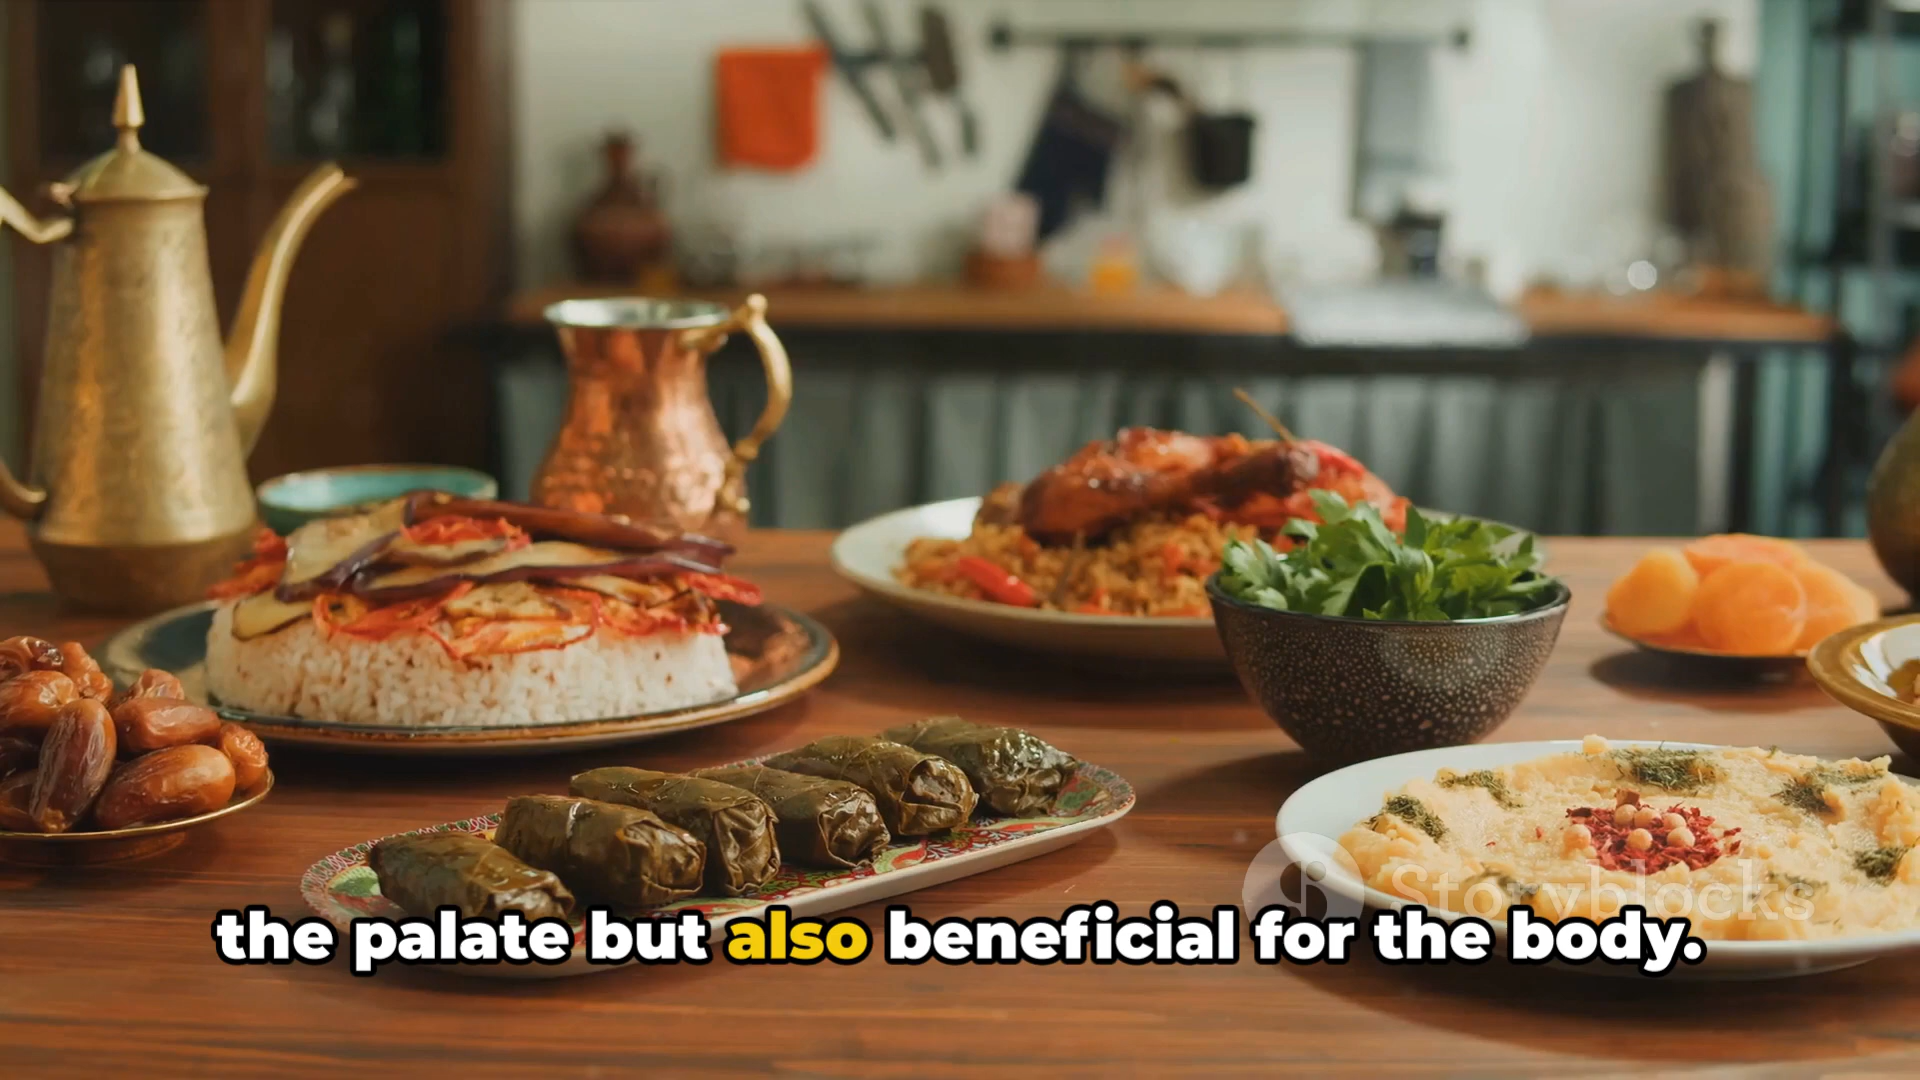 Storyblocks
the palate but also beneficial for the body.